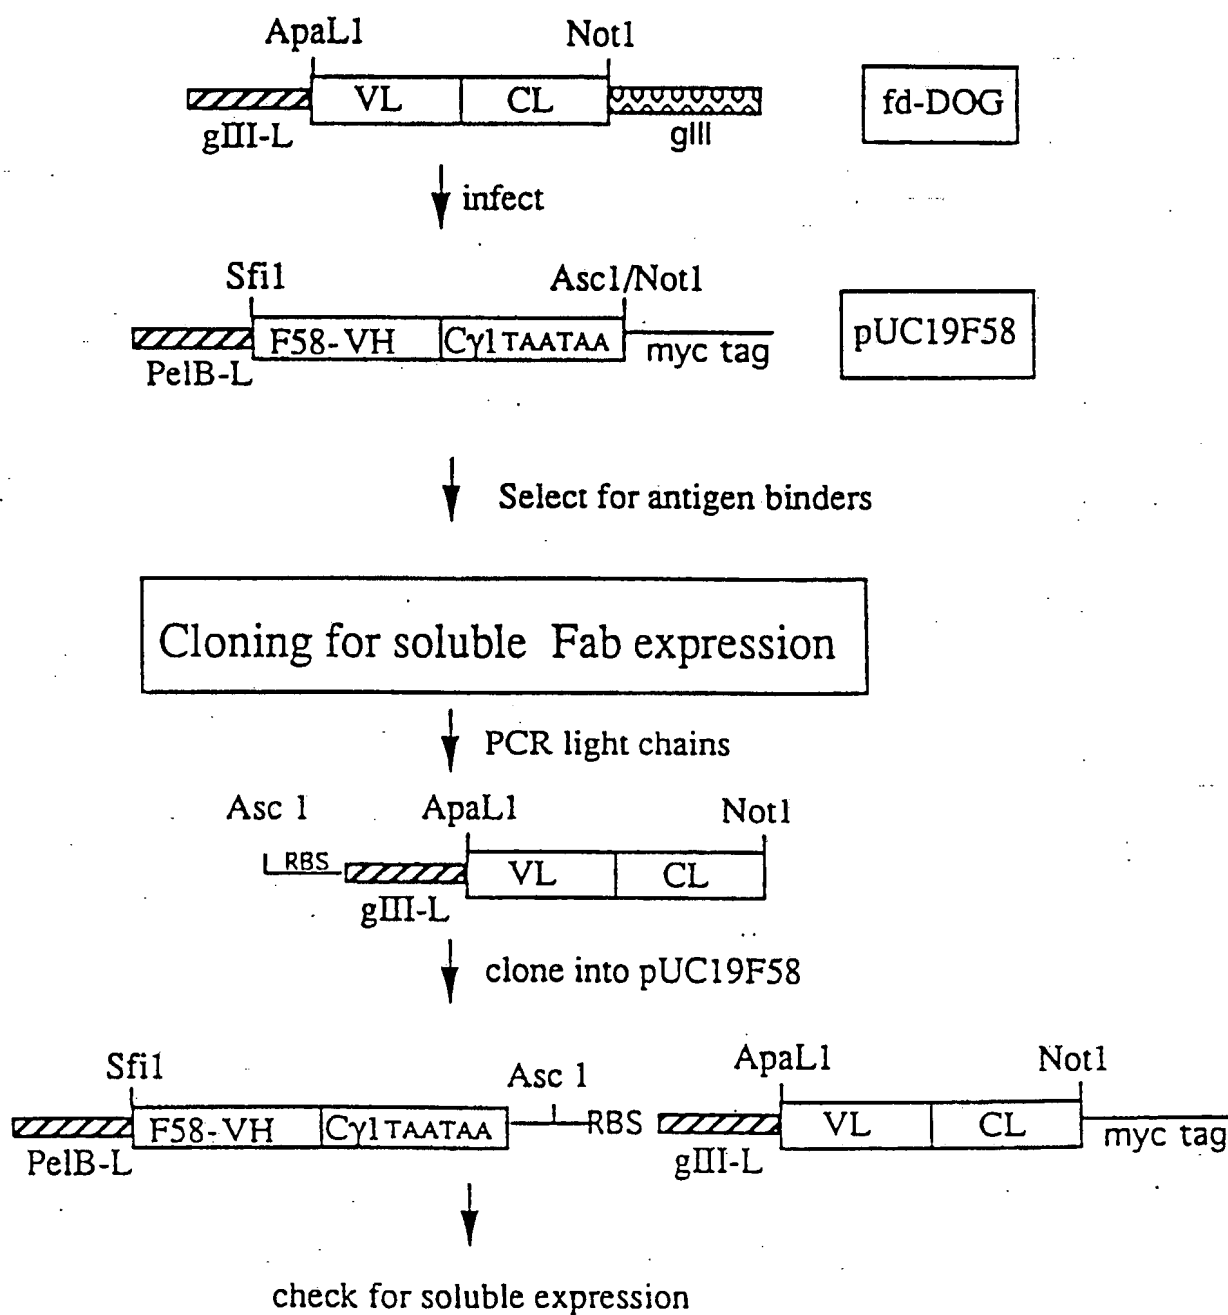 ApaL1 Not1
VL CL
gIII-L gIII
fd-DOG
infect
Sfi1 Asc1/Not1
F58-VH Cγ1 TAATAA
PelB-L myc tag
pUC19F58
Select for antigen binders
Cloning for soluble Fab expression
PCR light chains
Asc 1 ApaL1 Not1
RBS VL CL
gIII-L
clone into pUC19F58
Sfi1 Asc 1 ApaL1 Not1
F58-VH Cγ1 TAATAA RBS VL CL
PelB-L gIII-L myc tag
check for soluble expression